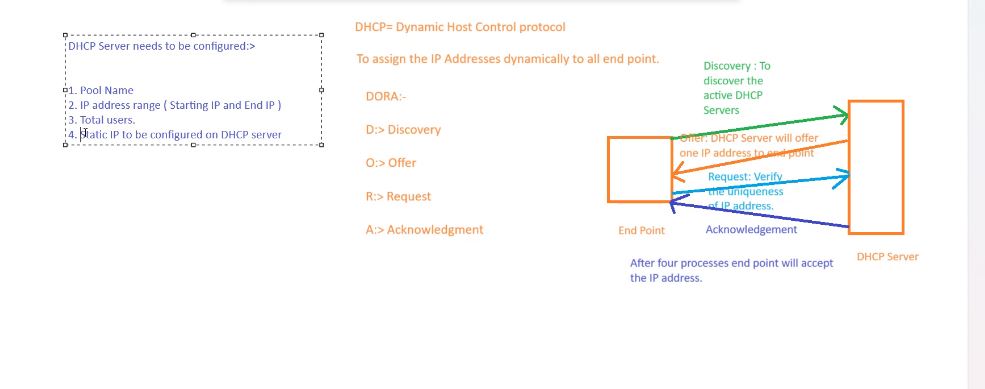 DHCP Server needs to be configured:>
1. Pool Name
2. IP address range ( Starting IP and End IP )
3. Total users.
4. Static IP to be configured on DHCP server
DHCP= Dynamic Host Control protocol
To assign the IP Addresses dynamically to all end point.
DORA:-
D:> Discovery
O:> Offer
R:> Request
A:> Acknowledgment
Discovery : To
discover the
active DHCP
Servers
Offer: DHCP Server will offer
one IP address to end point
Request: Verify
the uniqueness
of IP address.
Acknowledgement
End Point
DHCP Server
After four processes end point will accept
the IP address.